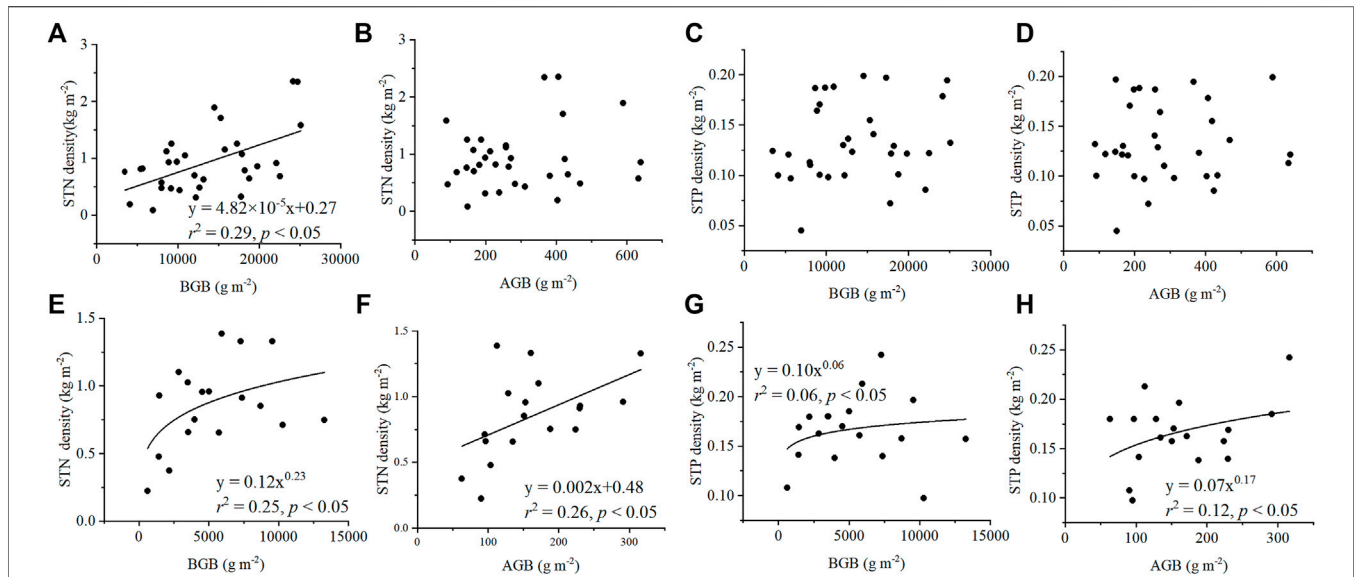 A
STN density(kg m-2)
3
2
1
0
0
10000
20000
30000
BGB (g m-2)
y = 4.82×10-5x+0.27
r2 = 0.29, p < 0.05
B
STN density (kg m-2)
3
2
1
0
0
200
400
600
AGB (g m-2)
C
STP density (kg m-2)
0.20
0.15
0.10
0.05
0
10000
20000
30000
BGB (g m-2)
D
STP density (kg m-2)
0.20
0.15
0.10
0.05
0
200
400
600
AGB (g m-2)
E
STN density (kg m-2)
1.5
1.0
0.5
0.0
0
5000
10000
15000
BGB (g m-2)
y = 0.12x0.23
r2 = 0.25, p < 0.05
F
STN density (kg m-2)
1.5
1.0
0.5
0.0
0
100
200
300
AGB (g m-2)
y = 0.002x+0.48
r2 = 0.26, p < 0.05
G
STP density (kg m-2)
0.25
0.20
0.15
0.10
0
5000
10000
15000
BGB (g m-2)
y = 0.10x0.06
r2 = 0.06, p < 0.05
H
STP density (kg m-2)
0.25
0.20
0.15
0.10
0
100
200
300
AGB (g m-2)
y = 0.07x0.17
r2 = 0.12, p < 0.05